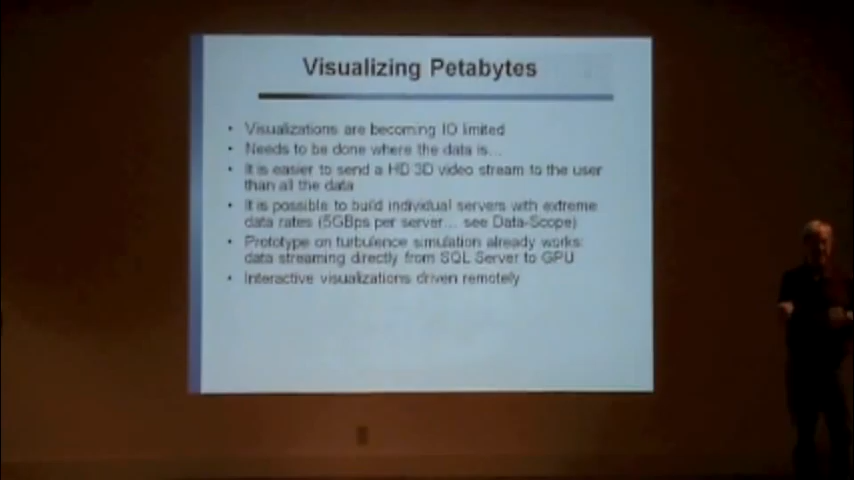 Visualizing Petabytes
• Visualizations are becoming IO limited
• Needs to be done where the data is…
• It is easier to send a HD 3D video stream to the user
than all the data
• It is possible to build individual servers with extreme
data rates (5GBps per server… see Data-Scope)
• Prototype on turbulence simulation already works:
data streaming directly from SQL Server to GPU
• Interactive visualizations driven remotely